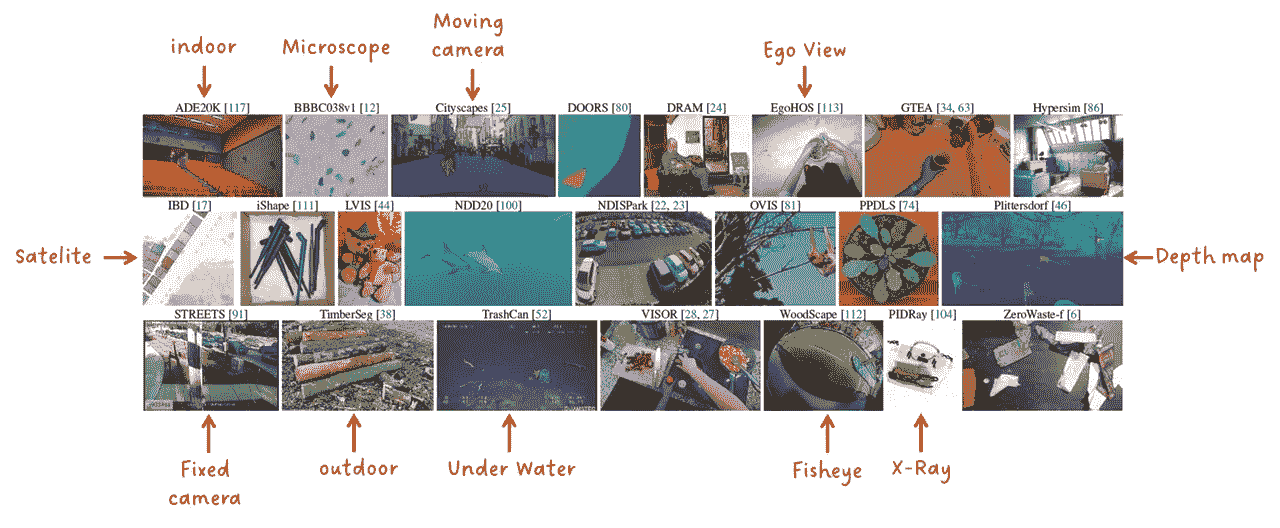 Moving
camera
indoor
Microscope
Ego View
ADE20K [117]
BBBC038v1 [12]
Cityscapes [25]
DOORS [80]
DRAM [24]
EgoHOS [113]
GTEA [34, 63]
Hypersim [86]
IBD [17]
iShape [111]
LVIS [44]
NDD20 [100]
NDISPark [22, 23]
OVIS [81]
PPDLS [74]
Plittersdorf [46]
Satelite
Depth map
STREETS [91]
TimberSeg [38]
TrashCan [52]
VISOR [28, 27]
WoodScape [112]
PIDRay [104]
ZeroWaste-f [6]
Fixed
camera
outdoor
Under Water
Fisheye
X-Ray